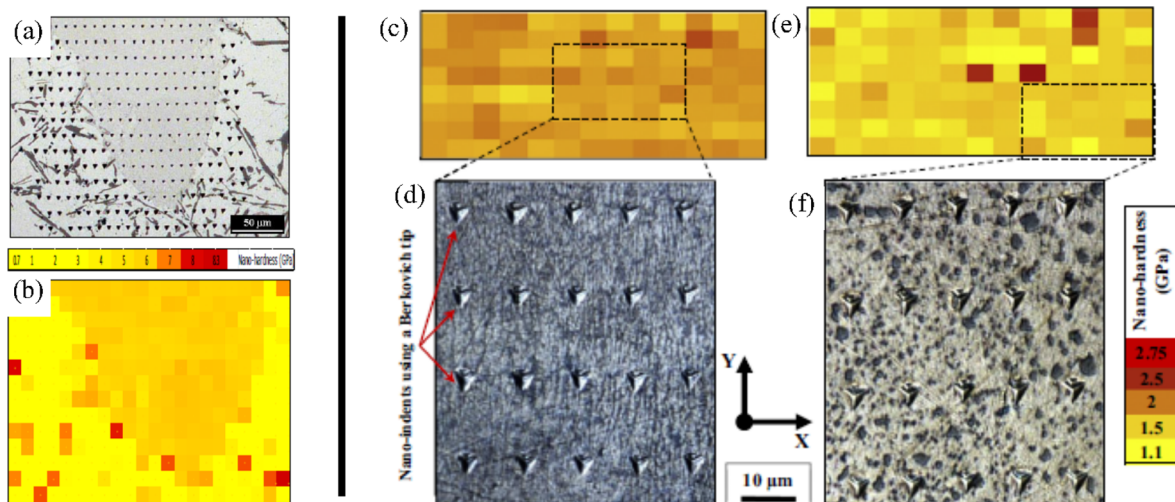 (a)
50 µm
0.7 1 2 3 4 5 6 7 8 8.5 Nano-hardness (GPa)
(b)
(c)
(d)
Nano-indents using a Berkovich tip
Y
X
10 µm
(e)
(f)
Nano-hardness
(GPa)
2.75
2.5
2
1.5
1.1